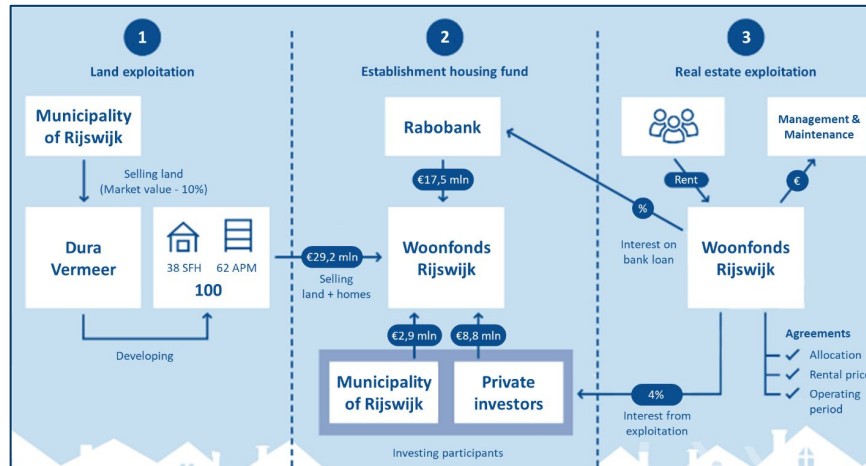 1
Land exploitation
Municipality
of Rijswijk
Selling land
(Market value - 10%)
Dura
Vermeer
38 SFH 62 APM
100
Developing
€29,2 mln
Selling
land + homes
2
Establishment housing fund
Rabobank
€17,5 mln
Woonfonds
Rijswijk
€2,9 mln
€8,8 mln
Municipality
of Rijswijk
Private
investors
Investing participants
3
Real estate exploitation
Management &
Maintenance
Rent
€
%
Interest on
bank loan
Woonfonds
Rijswijk
4%
Interest from
exploitation
Agreements
Allocation
Rental price
Operating
period